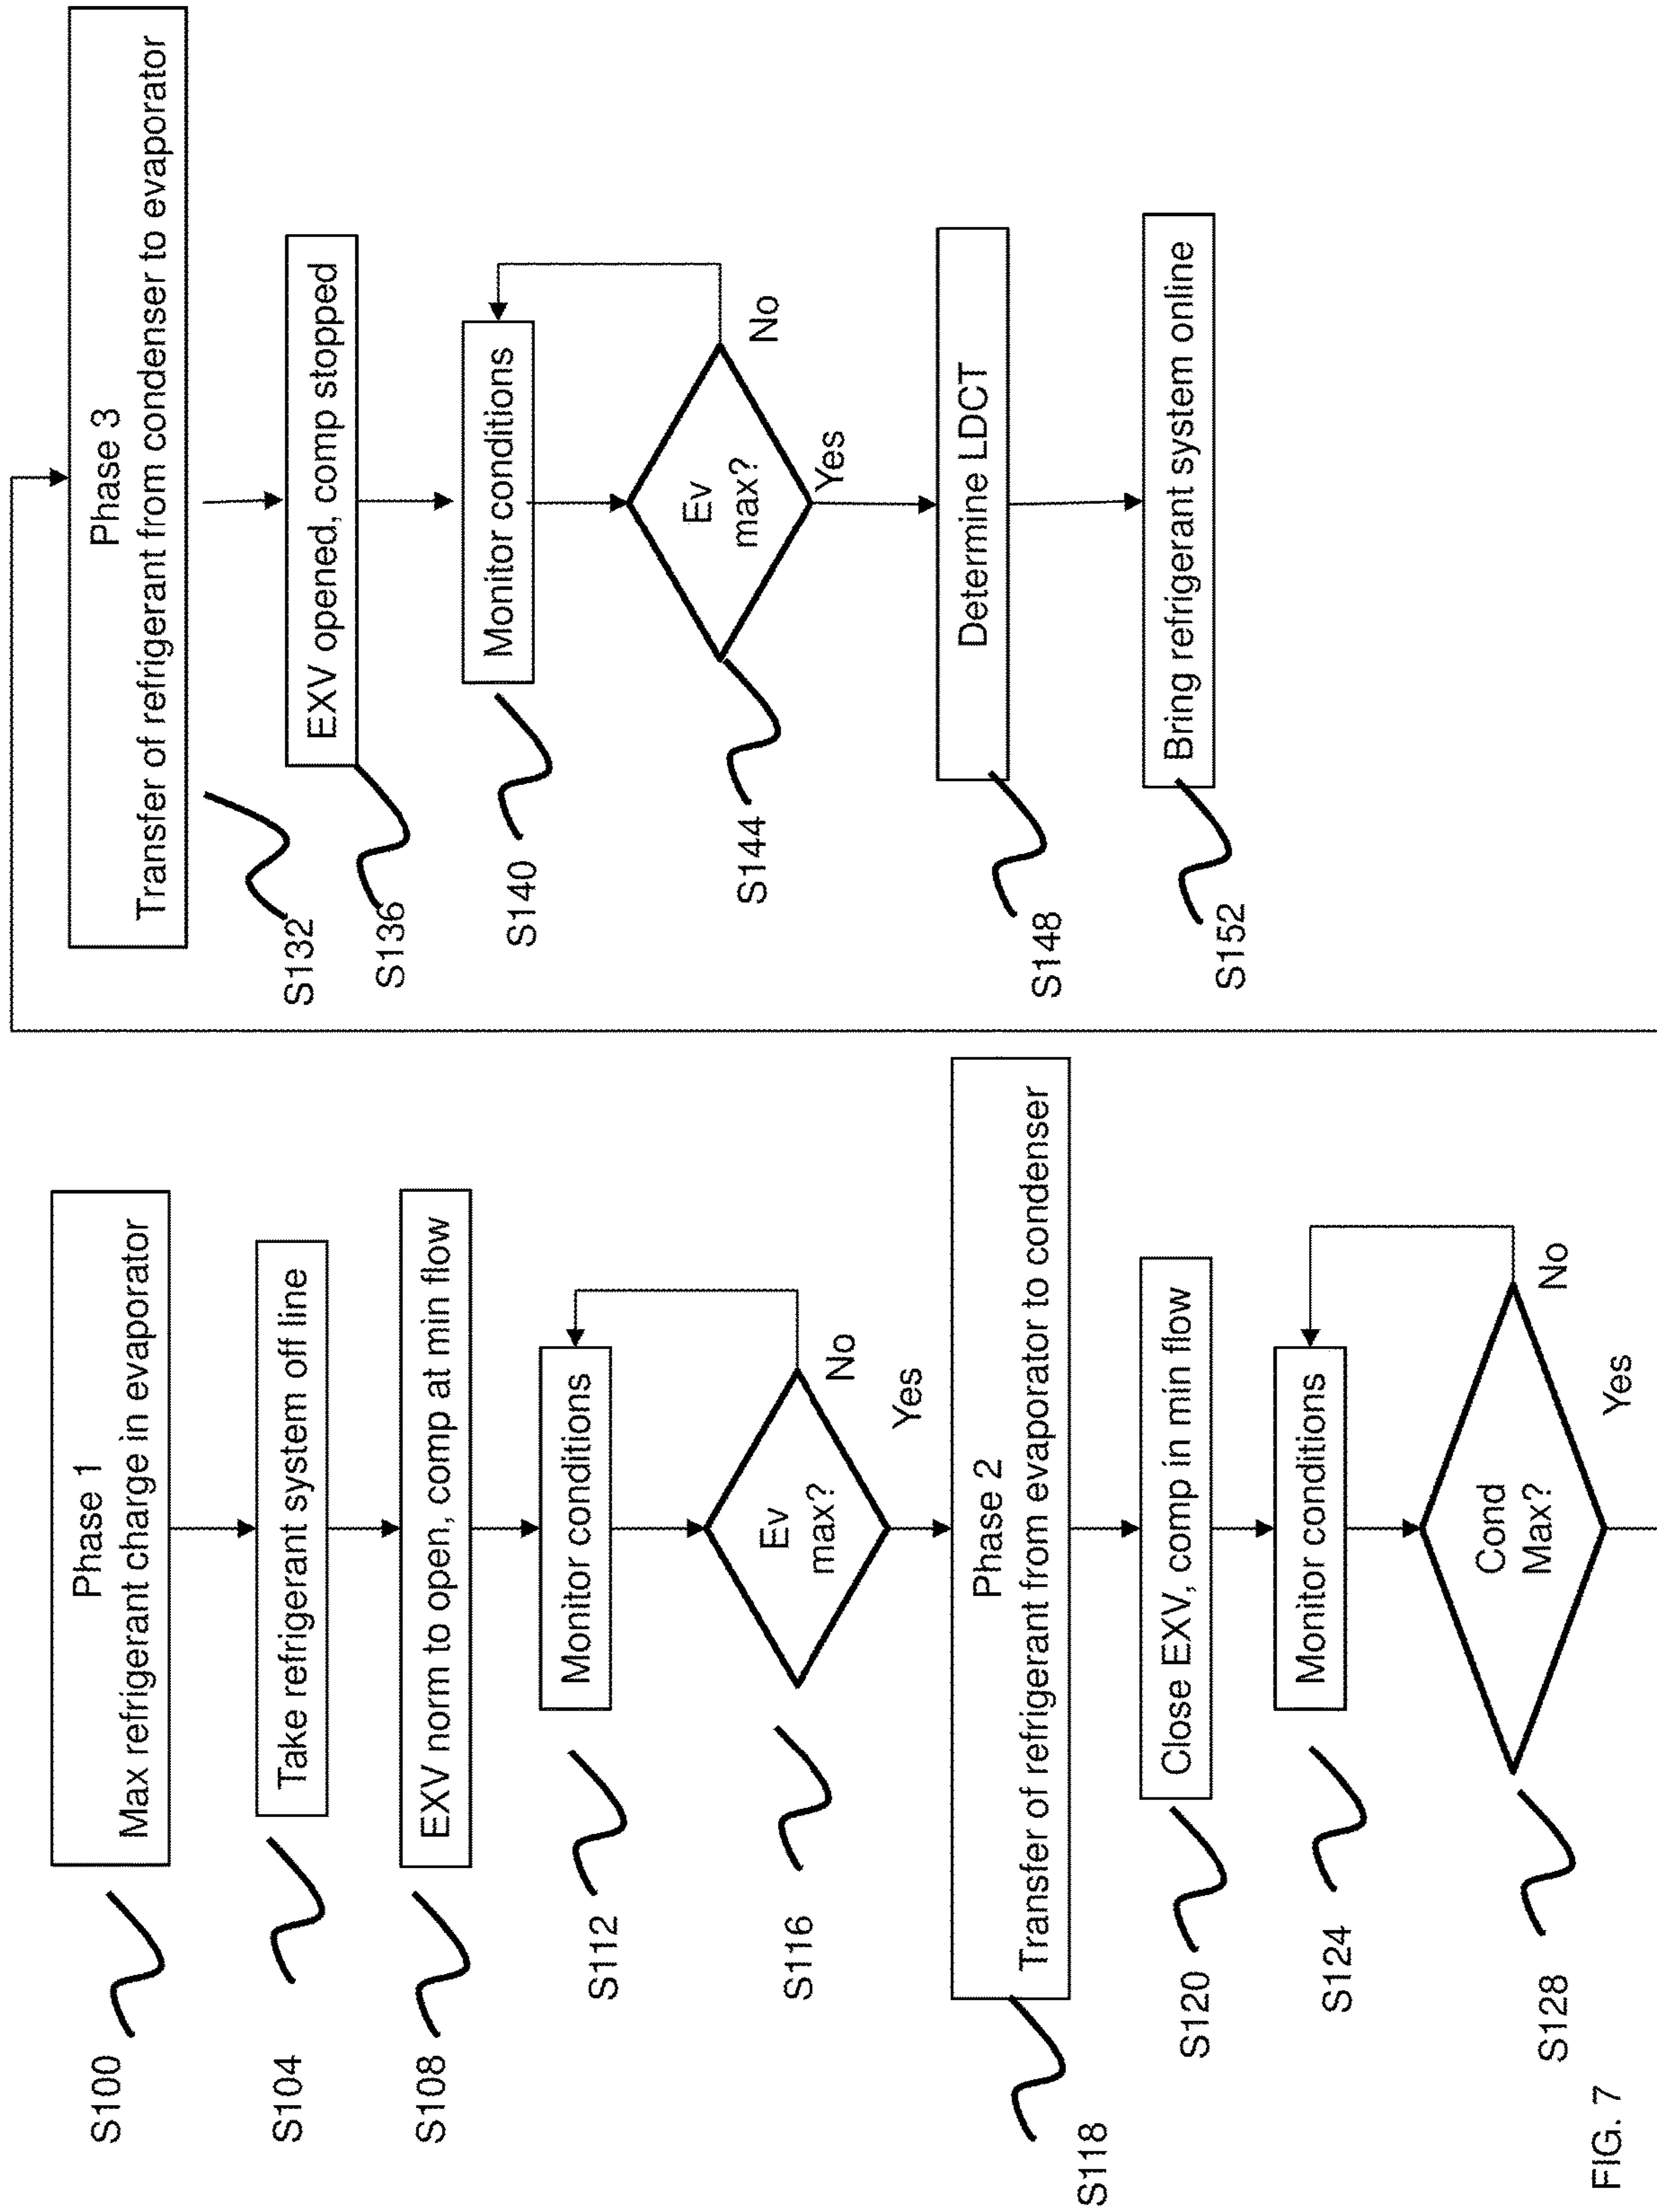 S100
Phase 1
Max refrigerant charge in evaporator
S104
Take refrigerant system off line
S108
EXV norm to open, comp at min flow
S112
Monitor conditions
S116
Ev
max?
No
Yes
S118
Phase 2
Transfer of refrigerant from evaporator to condenser
S120
Close EXV, comp in min flow
S124
Monitor conditions
S128
Cond
Max?
No
Yes
Phase 3
Transfer of refrigerant from condenser to evaporator
S132
EXV opened, comp stopped
S136
Monitor conditions
S140
Ev
max?
No
Yes
S144
Determine LDCT
S148
Bring refrigerant system online
S152
FIG. 7